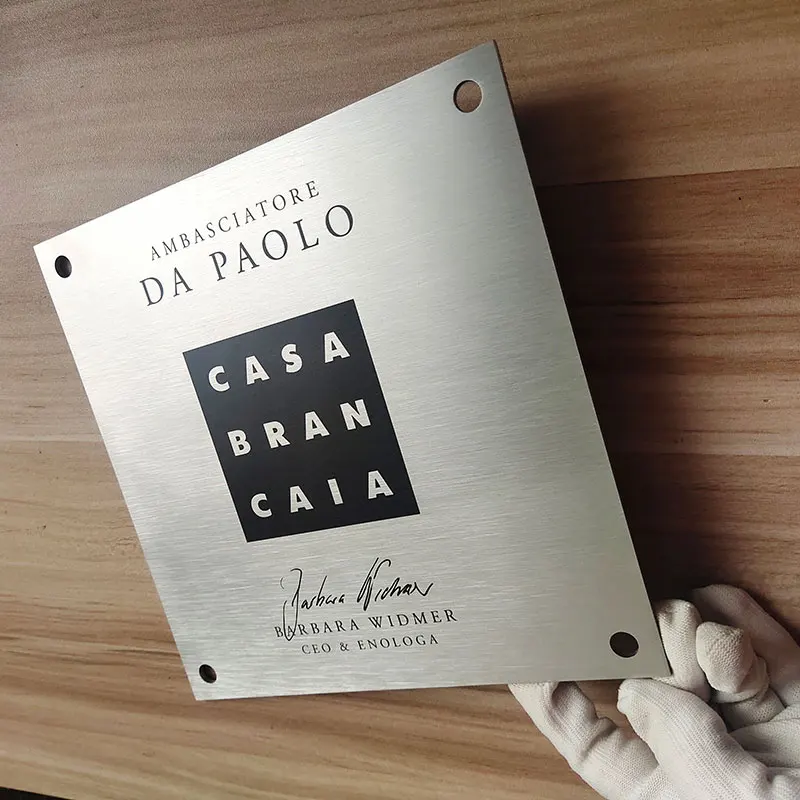 AMBASCIATORE
DA PAOLO
CASA
BRAN
CAIA
Barbara Widmer
BARBARA WIDMER
CEO & ENOLOGA